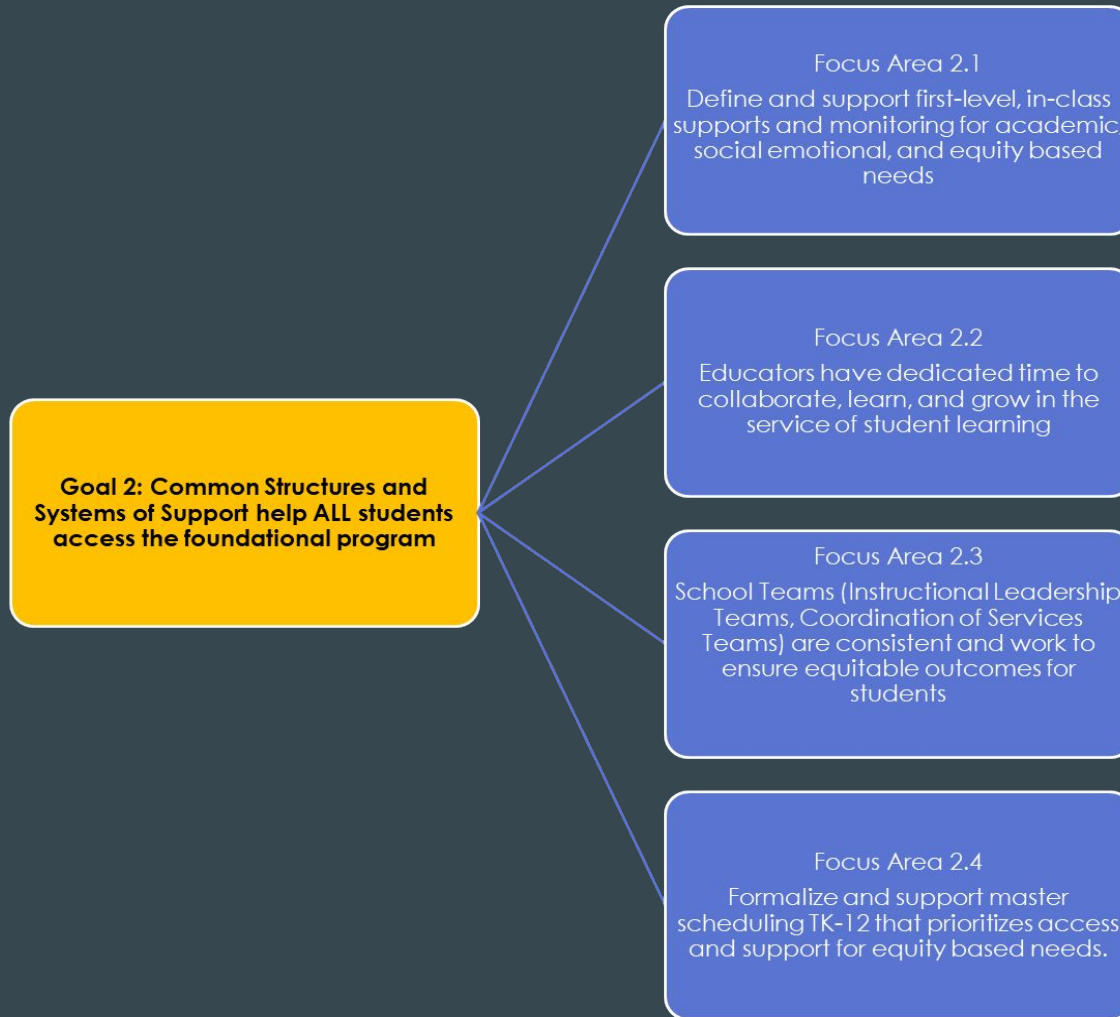 Goal 2: Common Structures and
Systems of Support help ALL students
access the foundational program
Focus Area 2.1
Define and support first-level, in-class
supports and monitoring for academic,
social emotional, and equity based
needs
Focus Area 2.2
Educators have dedicated time to
collaborate, learn, and grow in the
service of student learning
Focus Area 2.3
School Teams (Instructional Leadership
Teams, Coordination of Services
Teams) are consistent and work to
ensure equitable outcomes for
students
Focus Area 2.4
Formalize and support master
scheduling TK-12 that prioritizes access
and support for equity based needs.